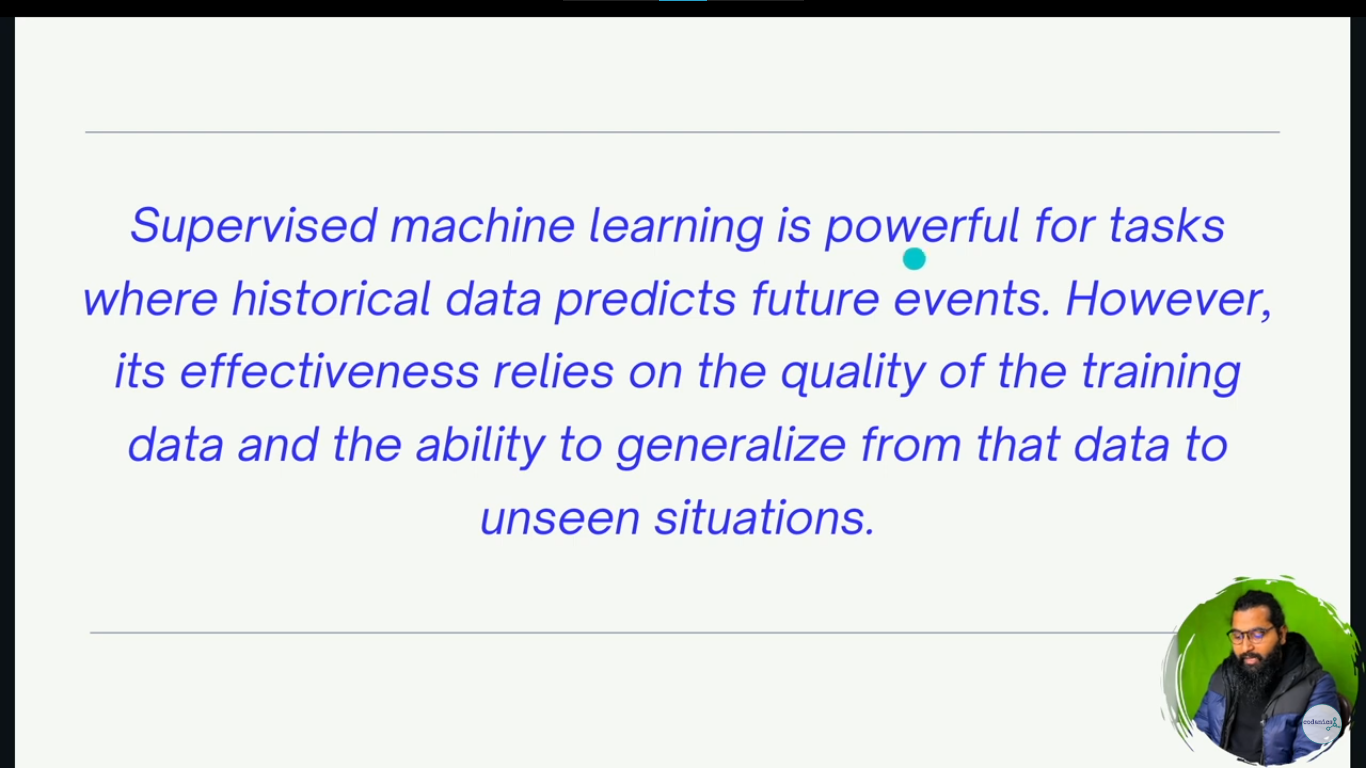 Supervised machine learning is powerful for tasks
where historical data predicts future events. However,
its effectiveness relies on the quality of the training
data and the ability to generalize from that data to
unseen situations.
codanics